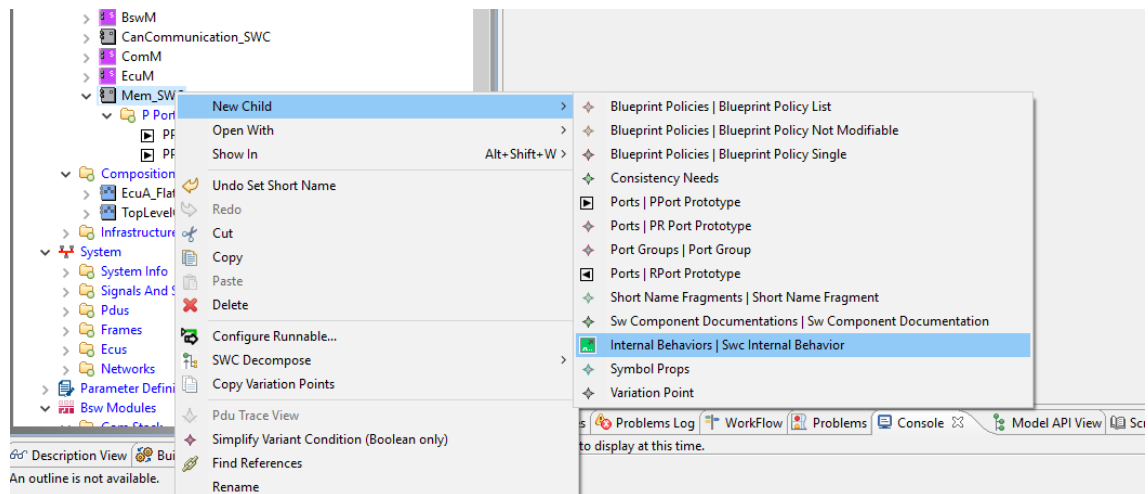 BswM
CanCommunication_SWC
ComM
EcuM
Mem_SW
P Port
PF
PF
Composition
EcuA_Flat
TopLevel
Infrastructure
System
System Info
Signals And S
Pdus
Frames
Ecus
Networks
Parameter Defini
Bsw Modules
Com Stack
New Child
Open With
Show In Alt+Shift+W
Undo Set Short Name
Redo
Cut
Copy
Paste
Delete
Configure Runnable...
SWC Decompose
Copy Variation Points
Pdu Trace View
Simplify Variant Condition (Boolean only)
Find References
Rename
Blueprint Policies | Blueprint Policy List
Blueprint Policies | Blueprint Policy Not Modifiable
Blueprint Policies | Blueprint Policy Single
Consistency Needs
Ports | PPort Prototype
Ports | PR Port Prototype
Port Groups | Port Group
Ports | RPort Prototype
Short Name Fragments | Short Name Fragment
Sw Component Documentations | Sw Component Documentation
Internal Behaviors | Swc Internal Behavior
Symbol Props
Variation Point
s Problems Log WorkFlow Problems Console Model API View Scr
to display at this time.
Description View Bui
An outline is not available.